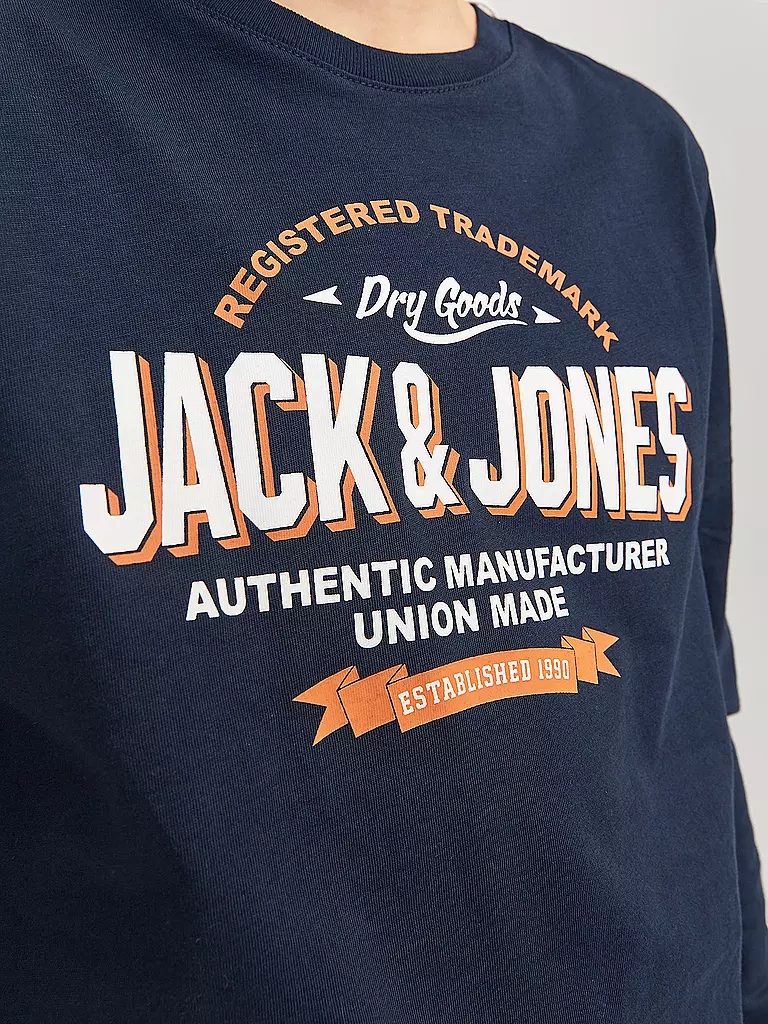 REGISTERED TRADEMARK
Dry Goods
JACK & JONES
AUTHENTIC MANUFACTURER
UNION MADE
ESTABLISHED 1990